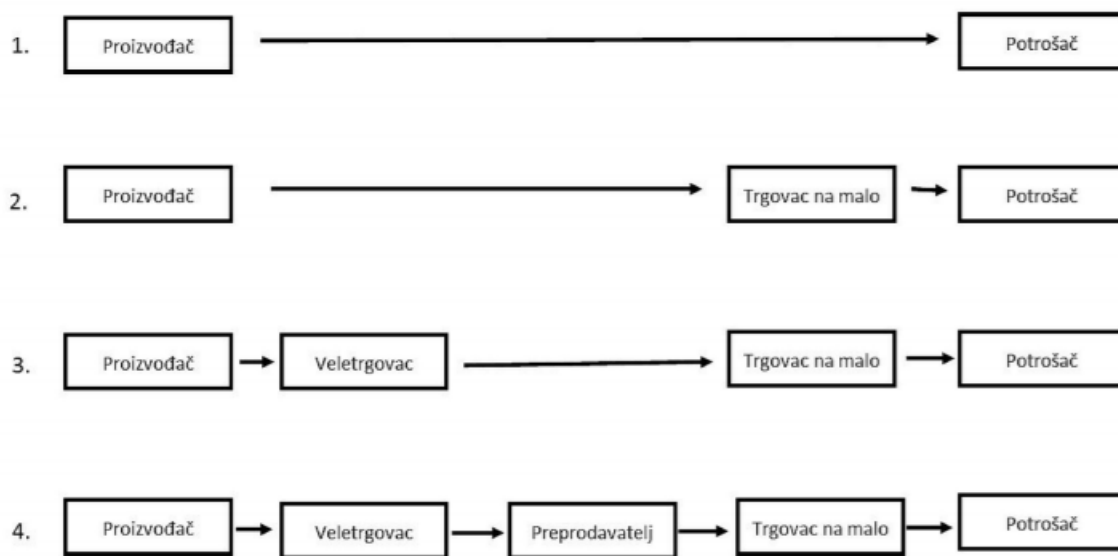 1. Proizvođač Potrošač
2. Proizvođač Trgovac na malo Potrošač
3. Proizvođač Veletrgovac Trgovac na malo Potrošač
4. Proizvođač Veletrgovac Preprodavatelj Trgovac na malo Potrošač